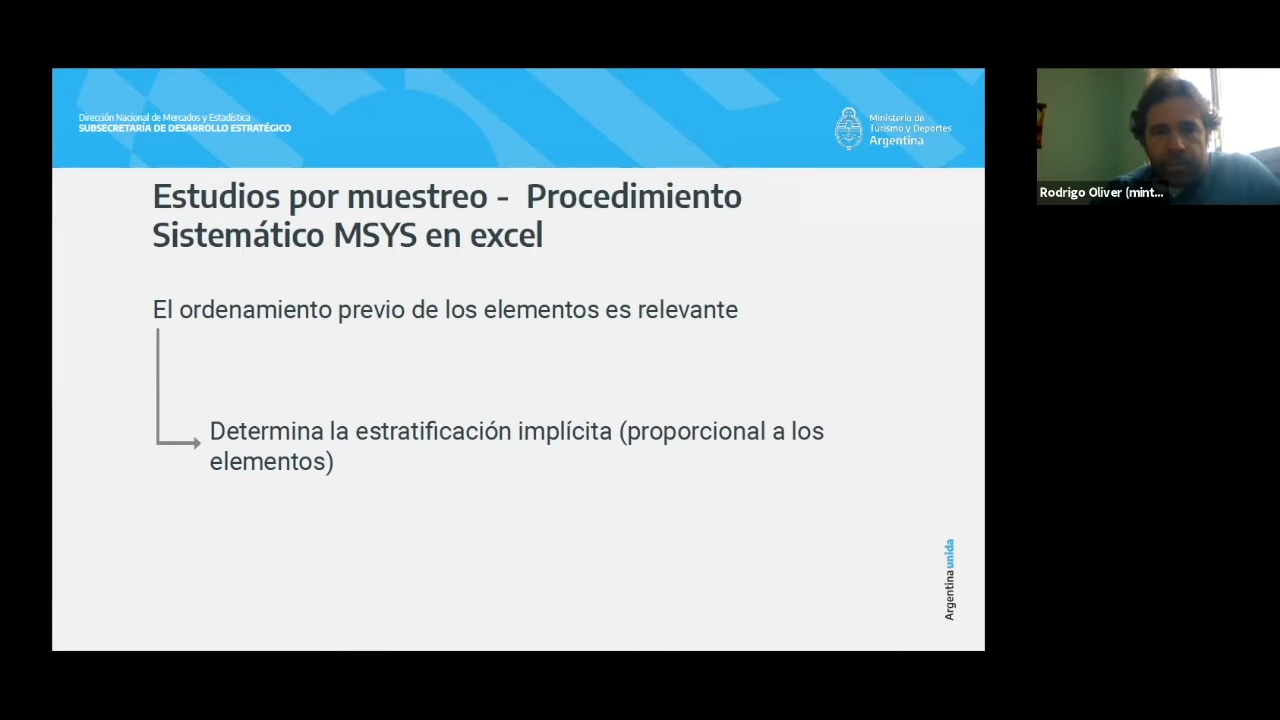 Dirección Nacional de Mercados y Estadística
SUBSECRETARÍA DE DESARROLLO ESTRATÉGICO
Ministerio de
Turismo y Deportes
Argentina
Rodrigo Oliver (mint...
Estudios por muestreo - Procedimiento
Sistemático MSYS en excel
El ordenamiento previo de los elementos es relevante
Determina la estratificación implícita (proporcional a los
elementos)
Argentina unida